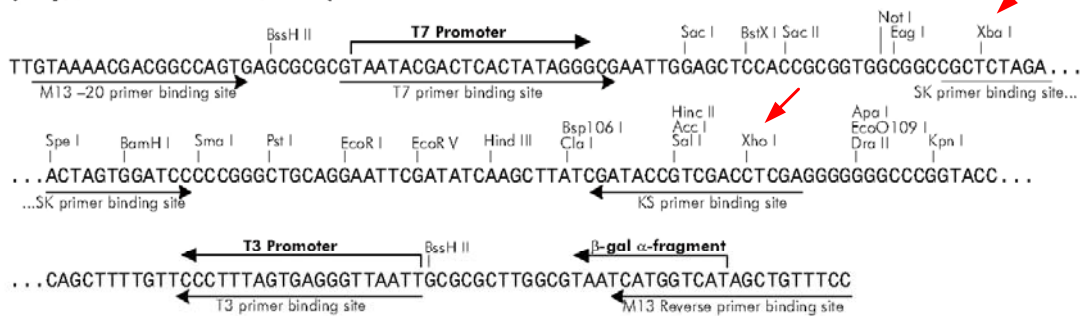 Not I
BssH II T7 Promoter Sac I BstX I Sac II Eag I Xba I
TTGTAAAACGACGGCCAGTGAGCGCGCGTAATACGACTCACTATAGGGCGAATTGGAGCTCCACCGCGGTGGCGGCCGCTCTAGA...
M13 –20 primer binding site T7 primer binding site SK primer binding site...
Hinc II Apa I
Bsp106 I Acc I EcoO109 I
Spe I BamH I Sma I Pst I EcoR I EcoR V Hind III Cla I Sal I Xho I Dra II Kpn I
...ACTAGTGGATCCCCCGGGCTGCAGGAATTCGATATCAAGCTTATCGATACCGTCGACCTCGAGGGGGGGCCCGGTACC...
...SK primer binding site KS primer binding site
T3 Promoter BssH II β-gal α-fragment
...CAGCTTTTGTTCCCTTTAGTGAGGGTTAATTGCGCGCTTGGCGTAATCATGGTCATAGCTGTTTCC
T3 primer binding site M13 Reverse primer binding site